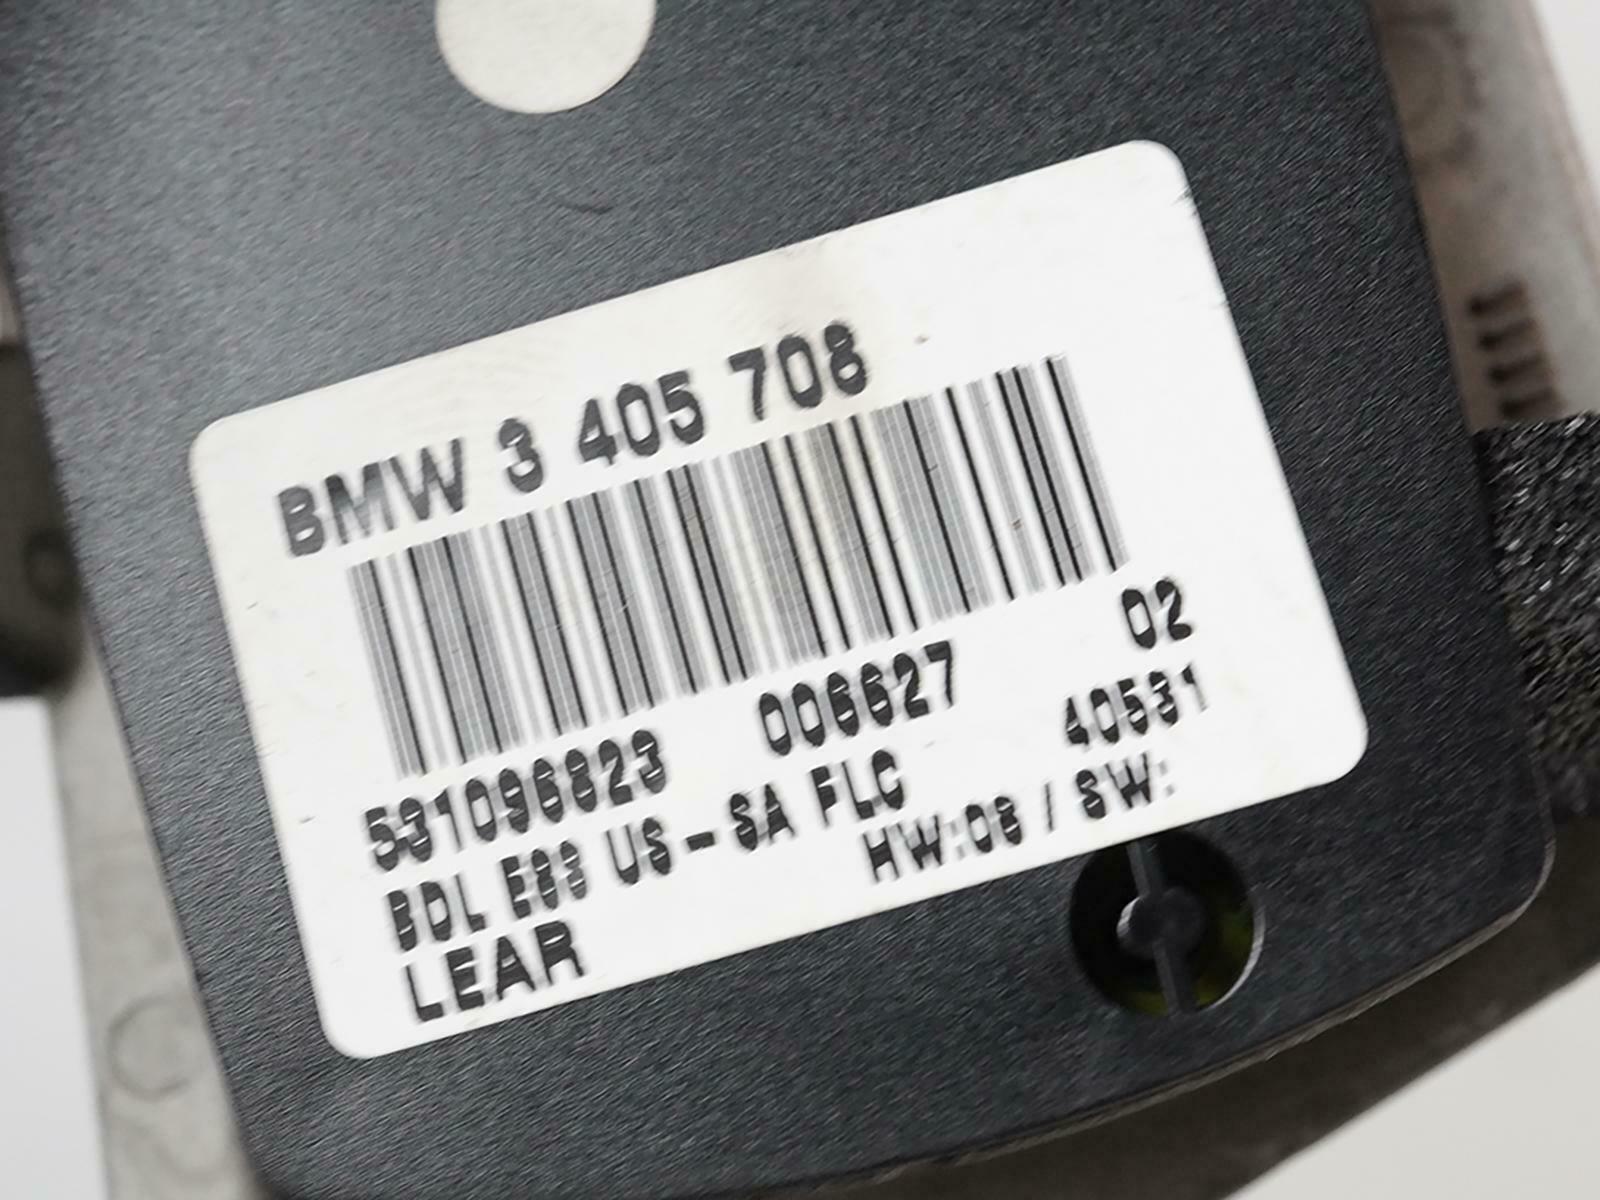 BMW 3 405 708
02
531096823 006627 40531
BDL E83 US-SA FLC
HW:08 / SW:
LEAR